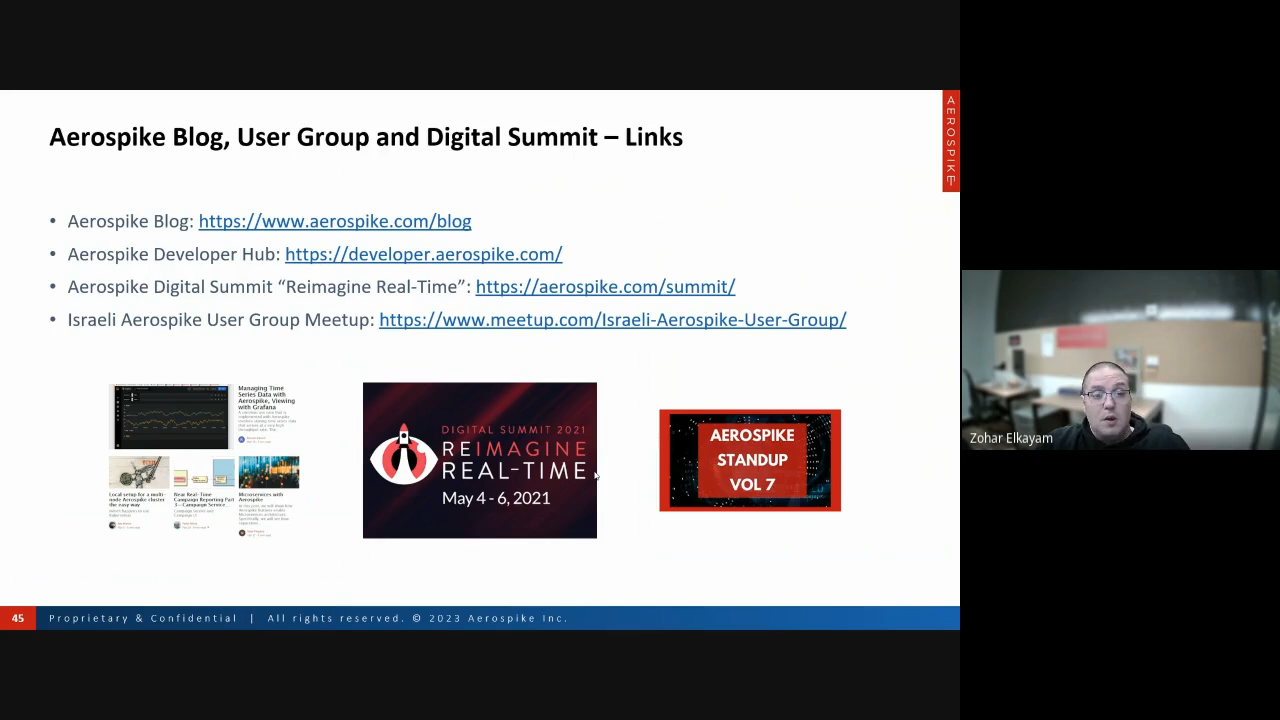 Aerospike Blog, User Group and Digital Summit – Links
AEROSPIKE
• Aerospike Blog: https://www.aerospike.com/blog
• Aerospike Developer Hub: https://developer.aerospike.com/
• Aerospike Digital Summit “Reimagine Real-Time”: https://aerospike.com/summit/
• Israeli Aerospike User Group Meetup: https://www.meetup.com/Israeli-Aerospike-User-Group/
Managing Time
Series Data with
Aerospike, Viewing
with Grafana
Local setup for a multi-
node Aerospike cluster
the easy way
Near Real-Time
Campaign Reporting Part
3 — Campaign Service...
Microservices with
Aerospike
DIGITAL SUMMIT 2021
REIMAGINE
REAL-TIME
May 4 - 6, 2021
AEROSPIKE
STANDUP
VOL 7
Zohar Elkayam
45 Proprietary & Confidential | All rights reserved. © 2023 Aerospike Inc.